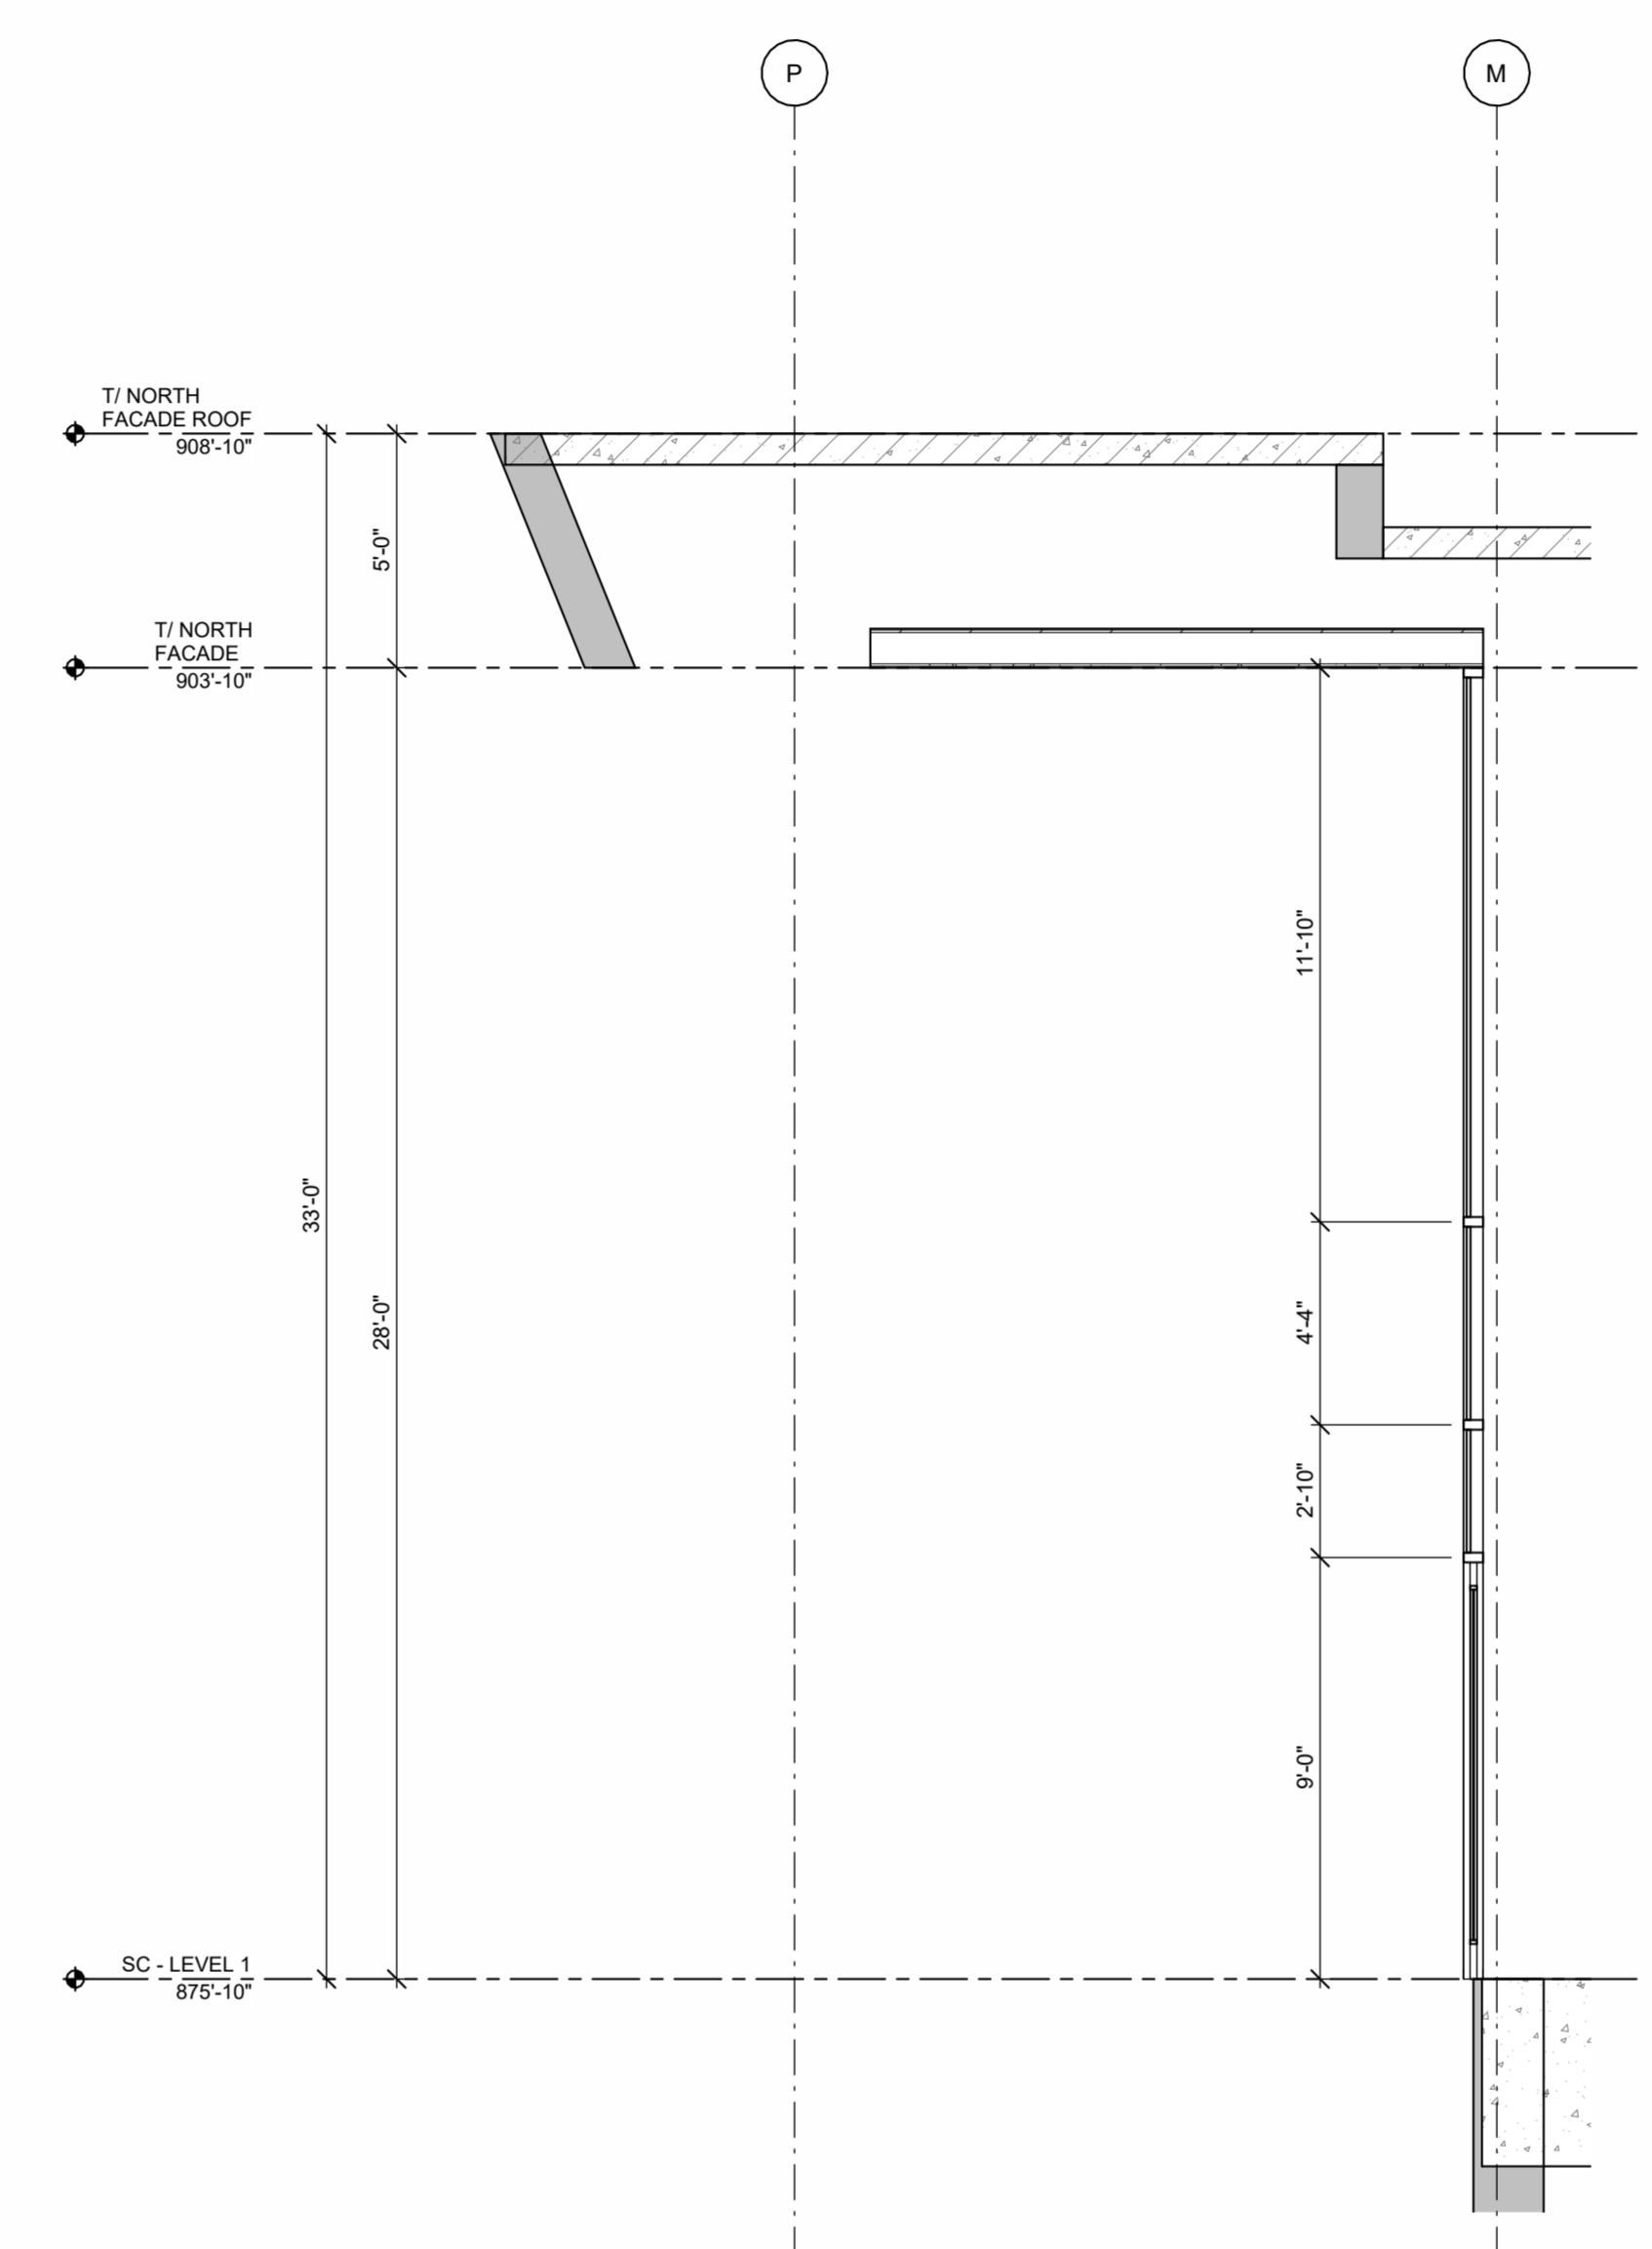 P
M
T/ NORTH
FACADE ROOF
908'-10"
5'-0"
T/ NORTH
FACADE
903'-10"
11'-10"
33'-0"
28'-0"
4'-4"
2'-10"
9'-0"
SC - LEVEL 1
875'-10"